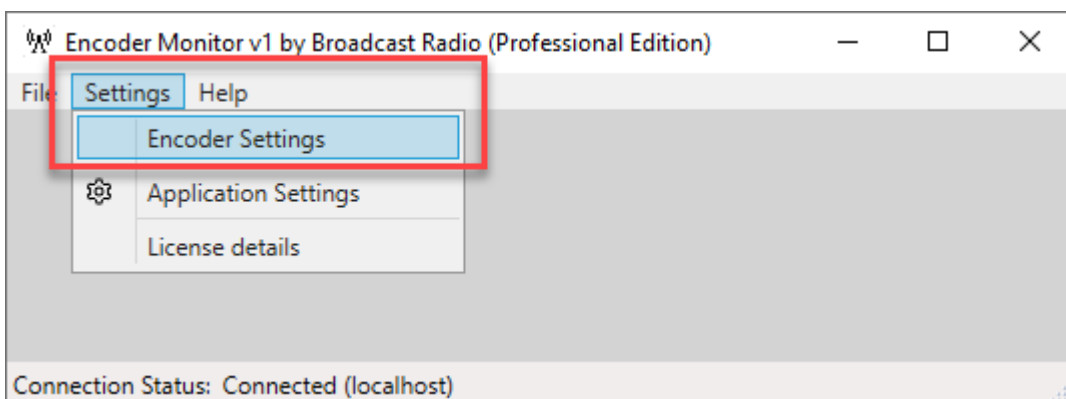 Encoder Monitor v1 by Broadcast Radio (Professional Edition)
File Settings Help
Encoder Settings
Application Settings
License details
Connection Status: Connected (localhost)